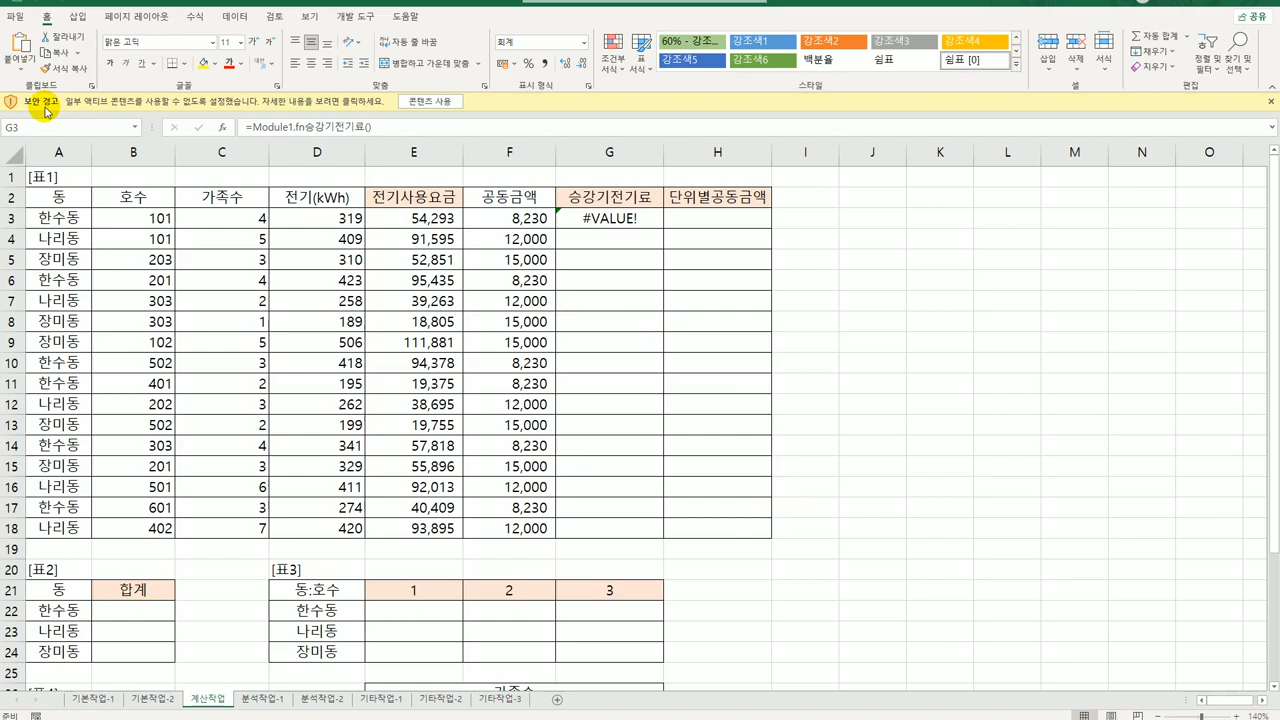 파일 홈 삽입 페이지 레이아웃 수식 데이터 검토 보기 개발 도구 도움말 공유
붙여넣기 잘라내기 복사 서식 복사 클립보드
맑은 고딕 11 가 가 가 가 가 가 글꼴
자동 줄 바꿈 병합하고 가운데 맞춤 맞춤
회계 % 표시 형식
조건부 서식 표 서식 60% - 강조... 강조색1 강조색2 강조색3 강조색4
강조색5 강조색6 백분율 쉼표 쉼표 [0] 스타일
삽입 삭제 서식 셀
자동 합계 채우기 지우기 정렬 및 필터 찾기 및 선택 편집
보안 경고 일부 액티브 콘텐츠를 사용할 수 없도록 설정했습니다. 자세한 내용을 보려면 클릭하세요. 콘텐츠 사용
G3 fx =Module1.fn승강기전기료()
A B C D E F G H I J K L M N O
1 [표1]
2 동 호수 가족수 전기(kWh) 전기사용요금 공동금액 승강기전기료 단위별공동금액
3 한수동 101 4 319 54,293 8,230 #VALUE!
4 나리동 101 5 409 91,595 12,000
5 장미동 203 3 310 52,851 15,000
6 한수동 201 4 423 95,435 8,230
7 나리동 303 2 258 39,263 12,000
8 장미동 303 1 189 18,805 15,000
9 장미동 102 5 506 111,881 15,000
10 한수동 502 3 418 94,378 8,230
11 한수동 401 2 195 19,375 8,230
12 나리동 202 3 262 38,695 12,000
13 장미동 502 2 199 19,755 15,000
14 한수동 303 4 341 57,818 8,230
15 장미동 201 3 329 55,896 15,000
16 나리동 501 6 411 92,013 12,000
17 한수동 601 3 274 40,409 8,230
18 나리동 402 7 420 93,895 12,000
19
20 [표2] [표3]
21 동 합계 동:호수 1 2 3
22 한수동 한수동
23 나리동 나리동
24 장미동 장미동
25
기본작업-1 기본작업-2 계산작업 분석작업-1 분석작업-2 기타작업-1 기타작업-2 기타작업-3
준비 140%